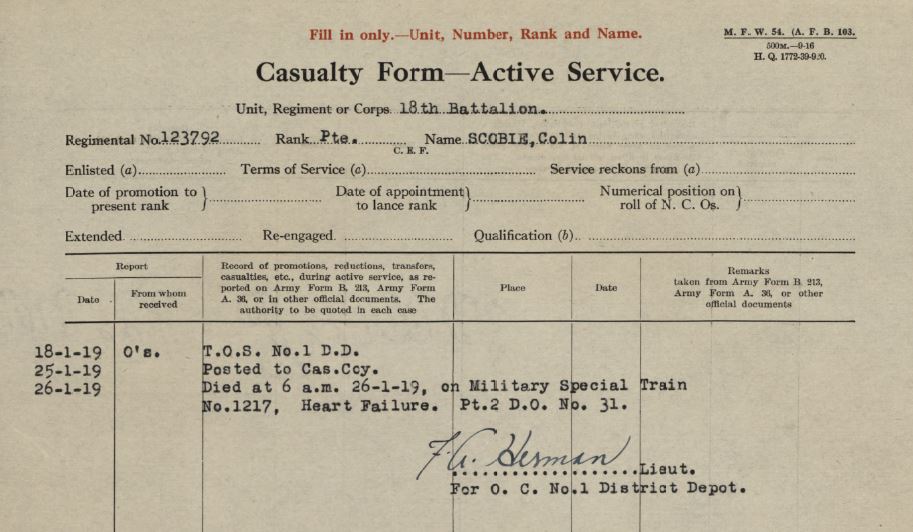 Fill in only.—Unit, Number, Rank and Name.
M. F. W. 54. (A. F. B. 103.
500M.—9-16
H. Q. 1772-39-920.
Casualty Form—Active Service.
Unit, Regiment or Corps 18th Battalion.
Regimental No. 123792 Rank Pte. Name SCOBIE, Colin
C. E. F.
Enlisted (a) Terms of Service (a) Service reckons from (a)
Date of promotion to present rank } Date of appointment to lance rank } Numerical position on roll of N. C. Os. }
Extended Re-engaged Qualification (b)
Report
Date
From whom received
Record of promotions, reductions, transfers,
casualties, etc., during active service, as re-
ported on Army Form B. 213, Army Form
A. 36, or in other official documents. The
authority to be quoted in each case
Place
Date
Remarks
taken from Army Form B. 213,
Army Form A. 36, or other
official documents
18-1-19 O's. T.O.S. No.1 D.D.
25-1-19 Posted to Cas.Ccy.
26-1-19 Died at 6 a.m. 26-1-19, on Military Special Train
No.1217, Heart Failure. Pt.2 D.O. No. 31.
F. A. Herman
Lieut.
For O. C. No.1 District Depot.